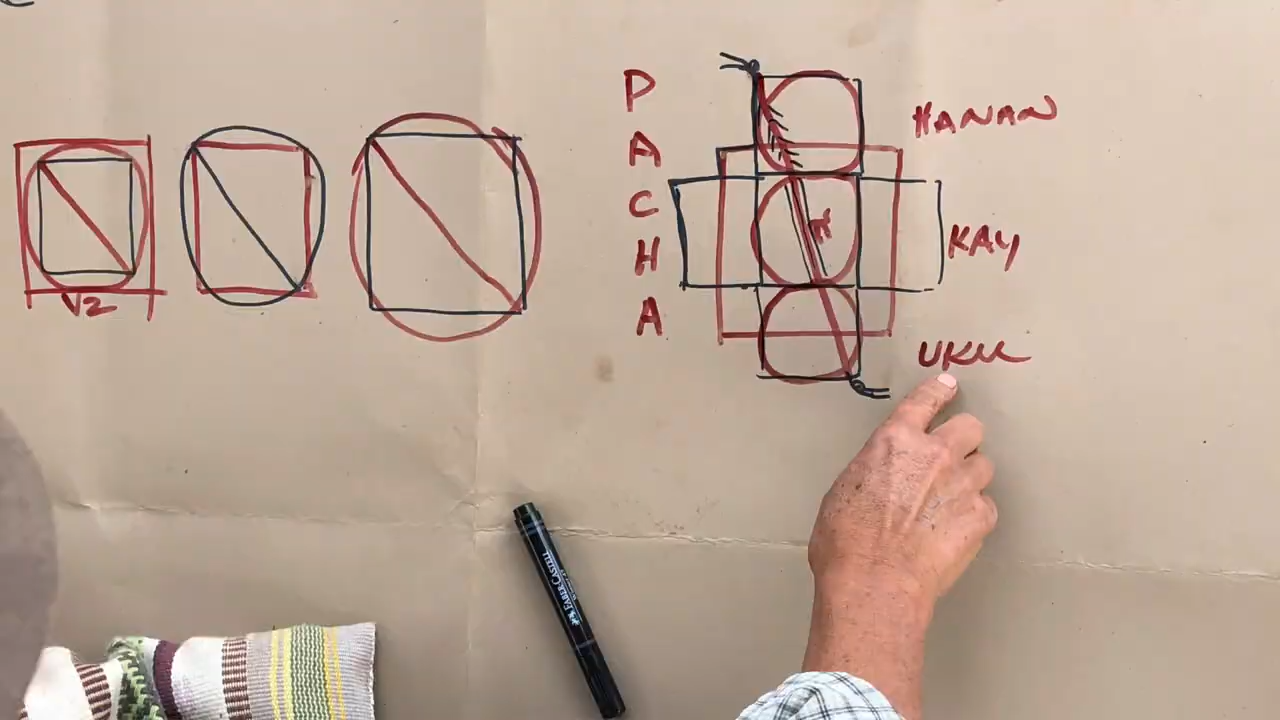 √2
P
A
C
H
A
HANAN
π
KAY
UKU
FABER-CASTELL